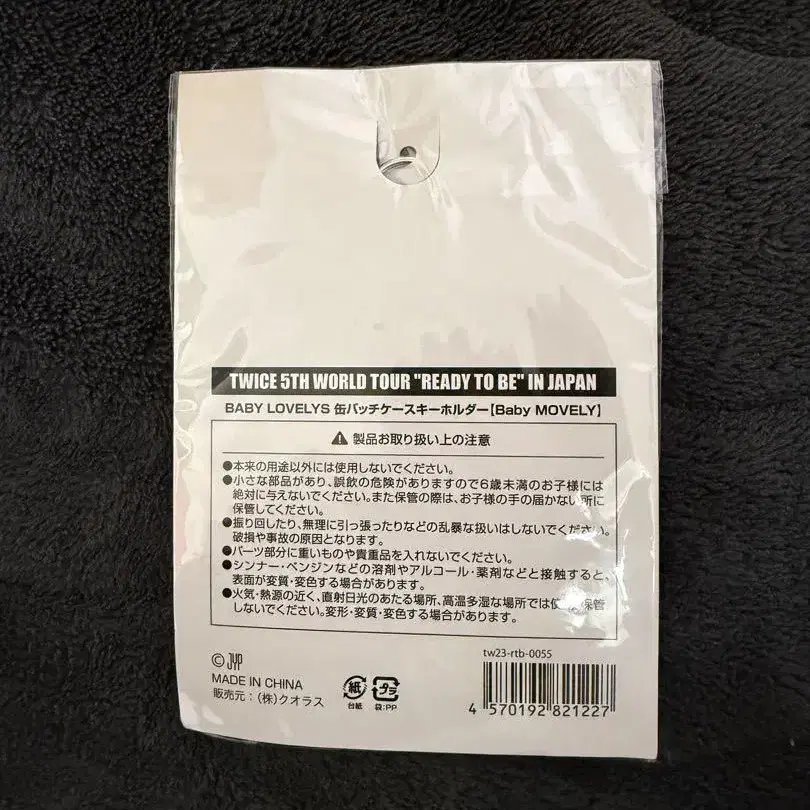 TWICE 5TH WORLD TOUR "READY TO BE" IN JAPAN
BABY LOVELYS 缶バッチケースキーホルダー【Baby MOVELY】
⚠ 製品お取り扱い上の注意
●本来の用途以外には使用しないでください。
●小さな部品があり、誤飲の危険がありますので6歳未満のお子様には
絶対に与えないでください。また保管の際は、お子様の手の届かない所に
保管してください。
●振り回したり、無理に引っ張ったりなどの乱暴な扱いはしないでください。
破損や事故の原因となります。
●パーツ部分に重いものや貴重品を入れないでください。
●シンナー・ベンジンなどの溶剤やアルコール・薬剤などと接触すると、
表面が変質・変色する場合があります。
●火気・熱源の近く、直射日光のあたる場所、高温多湿な場所では使用、保管
しないでください。変形・変質・変色する場合があります。
© JYP
MADE IN CHINA
販売元：（株）クオラス
紙
台紙
プラ
袋:PP
tw23-rtb-0055
4 570192 821227